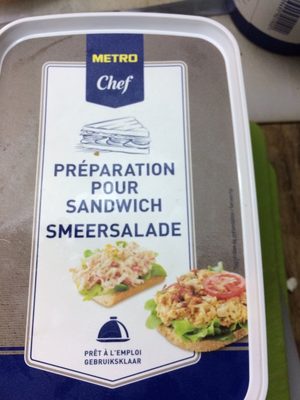 METRO
Chef
PRÉPARATION
POUR
SANDWICH
SMEERSALADE
PRÊT À L'EMPLOI
GEBRUIKSKLAAR